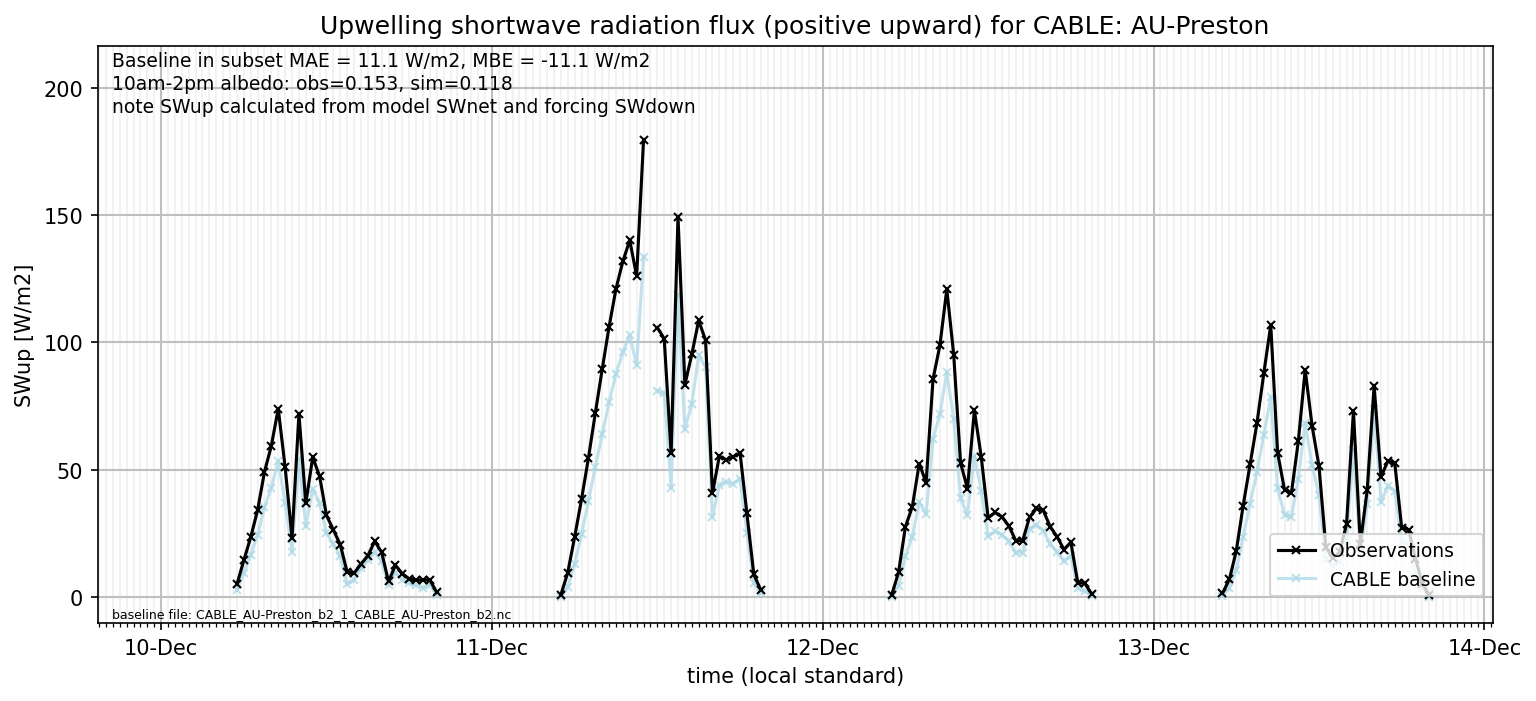 Upwelling shortwave radiation flux (positive upward) for CABLE: AU-Preston
Baseline in subset MAE = 11.1 W/m2, MBE = -11.1 W/m2
10am-2pm albedo: obs=0.153, sim=0.118
note SWup calculated from model SWnet and forcing SWdown
200
150
100
50
0
SWup [W/m2]
Observations
CABLE baseline
baseline file: CABLE_AU-Preston_b2_1_CABLE_AU-Preston_b2.nc
10-Dec
11-Dec
12-Dec
13-Dec
14-Dec
time (local standard)